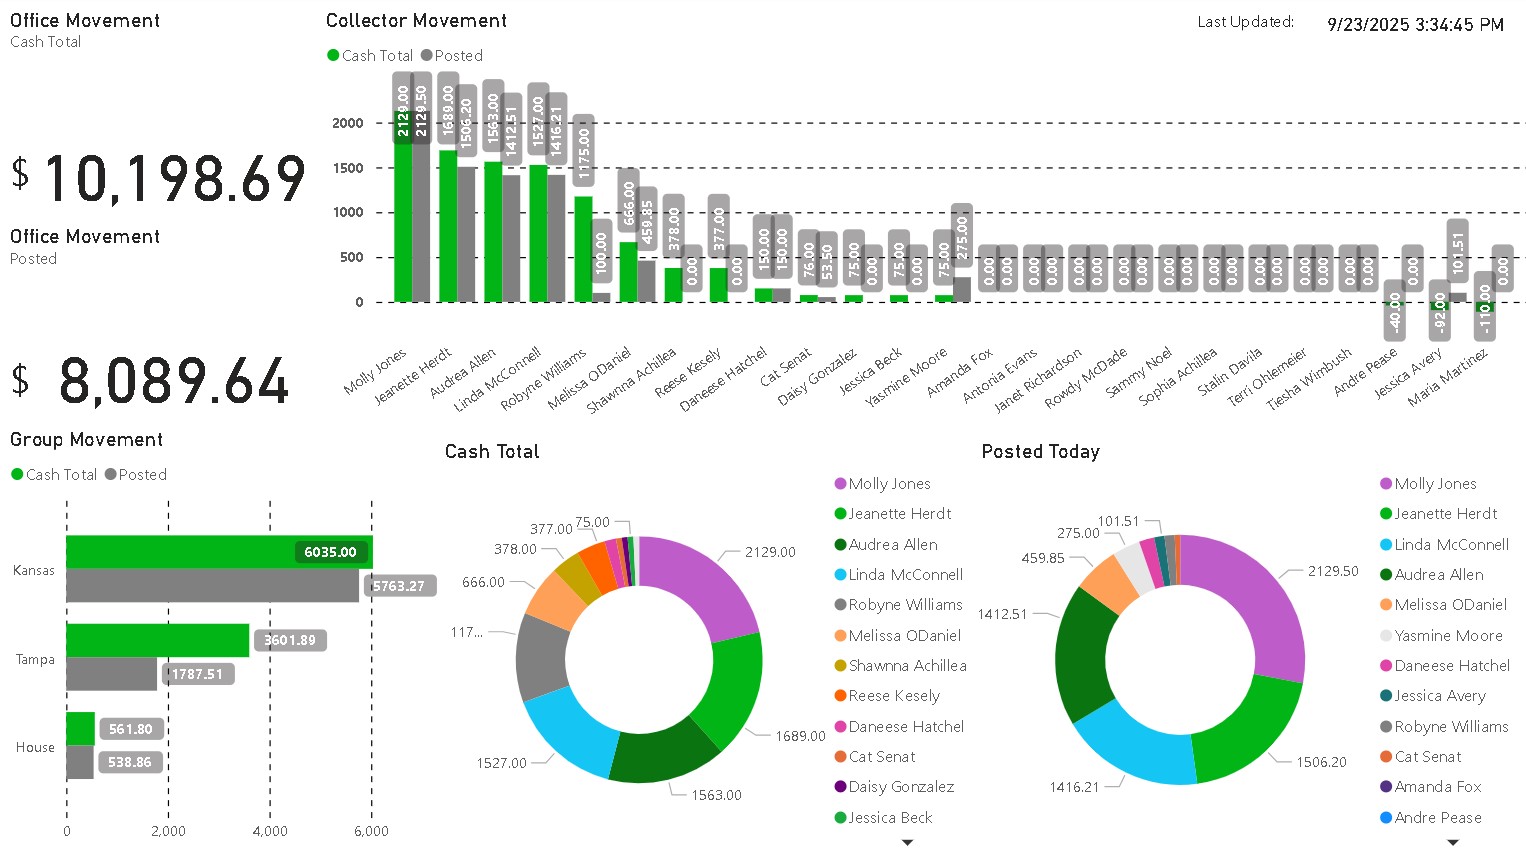 Office Movement
Cash Total
$ 10,198.69
Office Movement
Posted
$ 8,089.64
Collector Movement
Cash Total Posted
Last Updated: 9/23/2025 3:34:45 PM
2000
1500
1000
500
0
2129.00 2129.50 1689.00 1506.20 1563.00 1412.51 1527.00 1416.21 1175.00 100.00 666.00 459.85 378.00 0.00 377.00 0.00 150.00 150.00 76.00 53.50 75.00 0.00 75.00 0.00 75.00 275.00 0.00 0.00 0.00 0.00 0.00 0.00 0.00 0.00 0.00 0.00 0.00 0.00 0.00 0.00 0.00 0.00 0.00 0.00 -40.00 0.00 -92.00 101.51 -110.00 0.00
Molly Jones
Jeanette Herdt
Audrea Allen
Linda McConnell
Robyne Williams
Melissa ODaniel
Shawnna Achillea
Reese Kesely
Daneese Hatchel
Cat Senat
Daisy Gonzalez
Jessica Beck
Yasmine Moore
Amanda Fox
Antonia Evans
Janet Richardson
Rowdy McDade
Sammy Noel
Sophia Achillea
Stalin Davila
Terri Ohlemeier
Tiesha Wimbush
Andre Pease
Jessica Avery
Maria Martinez
Group Movement
Cash Total Posted
Kansas
6035.00
5763.27
Tampa
3601.89
1787.51
House
561.80
538.86
0 2,000 4,000 6,000
Cash Total
2129.00
1689.00
1563.00
1527.00
117...
666.00
378.00
377.00
75.00
Molly Jones
Jeanette Herdt
Audrea Allen
Linda McConnell
Robyne Williams
Melissa ODaniel
Shawnna Achillea
Reese Kesely
Daneese Hatchel
Cat Senat
Daisy Gonzalez
Jessica Beck
Posted Today
2129.50
1506.20
1416.21
1412.51
459.85
275.00
101.51
Molly Jones
Jeanette Herdt
Linda McConnell
Audrea Allen
Melissa ODaniel
Yasmine Moore
Daneese Hatchel
Jessica Avery
Robyne Williams
Cat Senat
Amanda Fox
Andre Pease